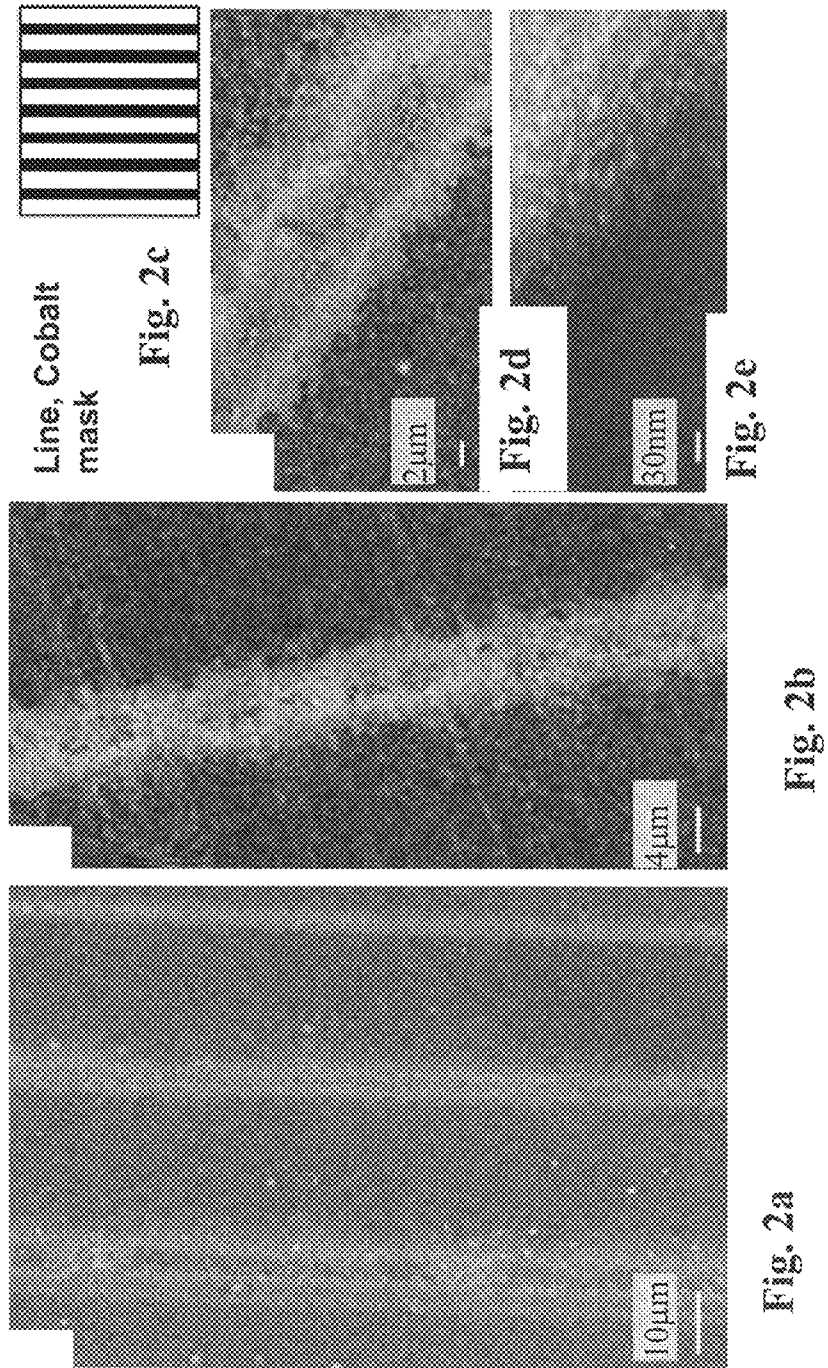 10µm
Fig. 2a
4µm
Fig. 2b
Line, Cobalt
mask
Fig. 2c
2µm
Fig. 2d
30nm
Fig. 2e